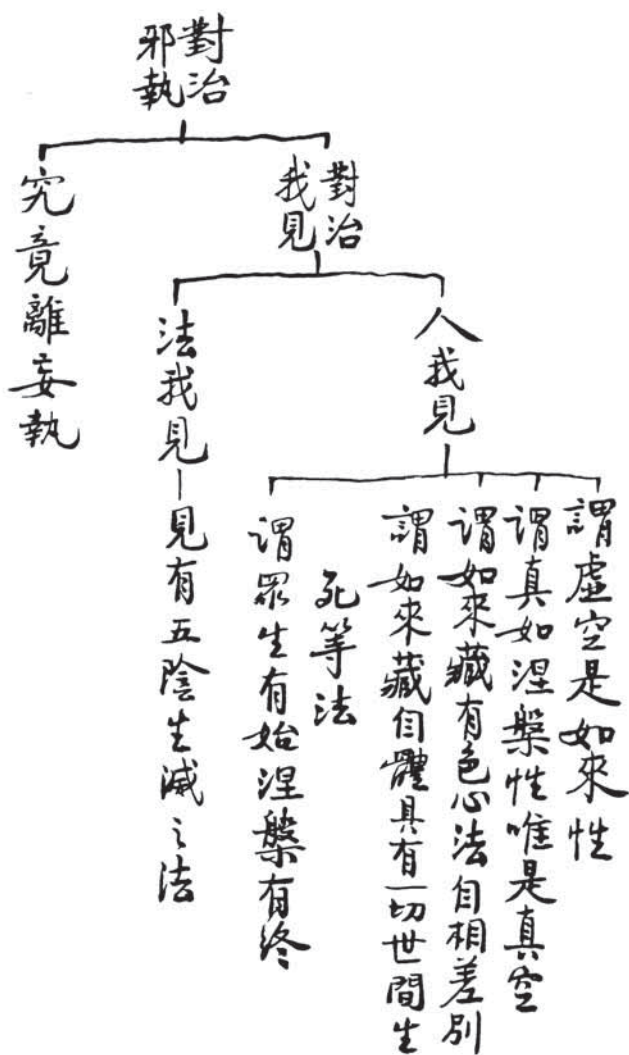 對治
邪執
對治
我見
人我見
謂虛空是如來性
謂真如涅槃性唯是真空
謂如來藏有色心法自相差別
謂如來藏自體具有一切世間生
死等法
謂眾生有始涅槃有終
法我見
見有五陰生滅之法
究竟離妄執